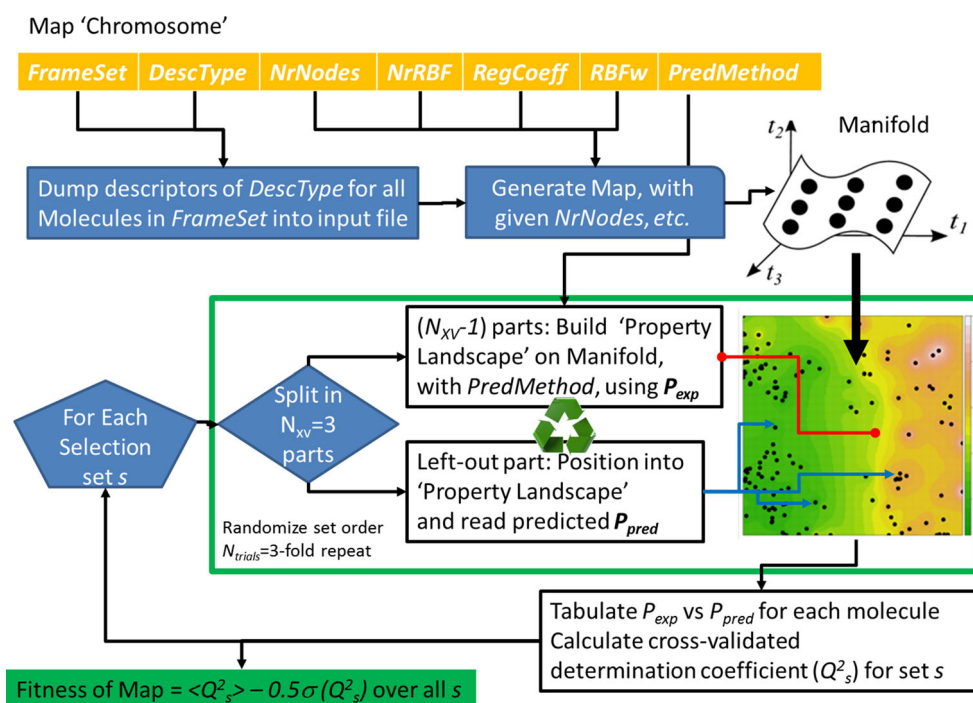 Map ‘Chromosome’
FrameSet DescType NrNodes NrRBF RegCoeff RBFw PredMethod
Dump descriptors of DescType for all
Molecules in FrameSet into input file
Generate Map, with
given NrNodes, etc.
Manifold
t2
t1
t3
(NXV-1) parts: Build ‘Property
Landscape’ on Manifold,
with PredMethod, using Pexp
For Each
Selection
set s
Split in
Nxv=3
parts
Left-out part: Position into
‘Property Landscape’
and read predicted Ppred
Randomize set order
Ntrials=3-fold repeat
Tabulate Pexp vs Ppred for each molecule
Calculate cross-validated
determination coefficient (Q²s) for set s
Fitness of Map = <Q²s> – 0.5σ(Q²s) over all s